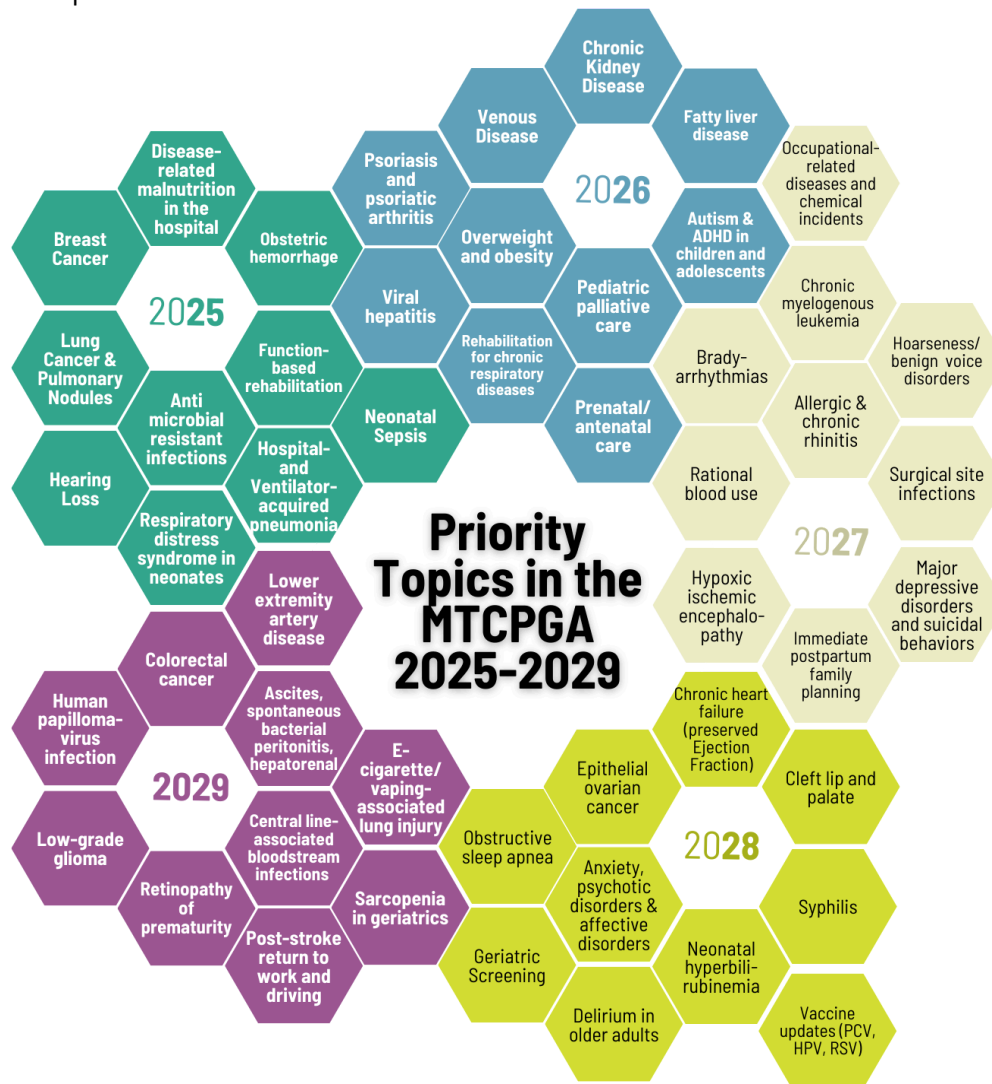 Disease-
related
malnutrition
in the
hospital
Breast
Cancer
Obstetric
hemorrhage
2025
Lung
Cancer &
Pulmonary
Nodules
Function-
based
rehabilitation
Anti
microbial
resistant
infections
Neonatal
Sepsis
Hearing
Loss
Hospital-
and
Ventilator-
acquired
pneumonia
Respiratory
distress
syndrome in
neonates
Chronic
Kidney
Disease
Venous
Disease
Fatty liver
disease
Psoriasis
and
psoriatic
arthritis
2026
Overweight
and obesity
Autism &
ADHD in
children and
adolescents
Viral
hepatitis
Pediatric
palliative
care
Rehabilitation
for chronic
respiratory
diseases
Prenatal/
antenatal
care
Occupational-
related
diseases and
chemical
incidents
Chronic
myelogenous
leukemia
Brady-
arrhythmias
Hoarseness/
benign voice
disorders
Allergic &
chronic
rhinitis
Rational
blood use
Surgical site
infections
2027
Hypoxic
ischemic
encephalo-
pathy
Major
depressive
disorders
and suicidal
behaviors
Immediate
postpartum
family
planning
Priority
Topics in the
MTCPGA
2025-2029
Chronic heart
failure
(preserved
Ejection
Fraction)
Epithelial
ovarian
cancer
Cleft lip and
palate
Obstructive
sleep apnea
2028
Anxiety,
psychotic
disorders &
affective
disorders
Syphilis
Geriatric
Screening
Neonatal
hyperbili-
rubinemia
Delirium in
older adults
Vaccine
updates (PCV,
HPV, RSV)
Lower
extremity
artery
disease
Colorectal
cancer
Human
papilloma-
virus
infection
Ascites,
spontaneous
bacterial
peritonitis,
hepatorenal
E-
cigarette/
vaping-
associated
lung injury
2029
Low-grade
glioma
Central line-
associated
bloodstream
infections
Retinopathy
of
prematurity
Sarcopenia
in geriatrics
Post-stroke
return to
work and
driving